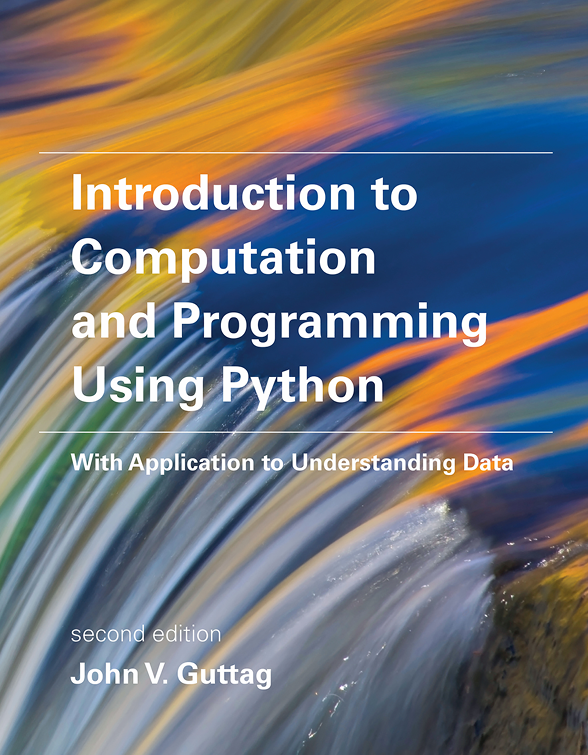 Introduction to
Computation
and Programming
Using Python
With Application to Understanding Data
second edition
John V. Guttag